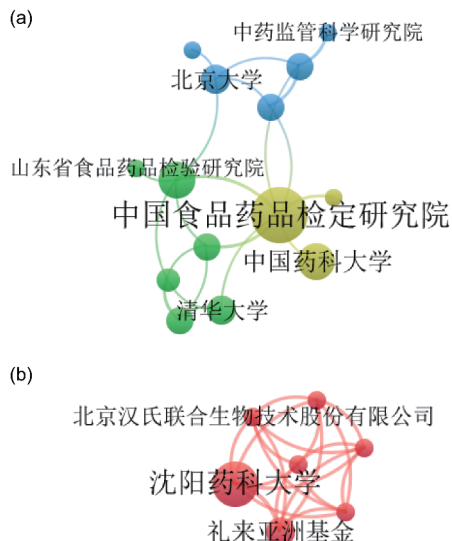 (a)
中药监管科学研究院
北京大学
山东省食品药品检验研究院
中国食品药品检定研究院
中国药科大学
清华大学
(b)
北京汉氏联合生物技术股份有限公司
沈阳药科大学
礼来亚洲基金